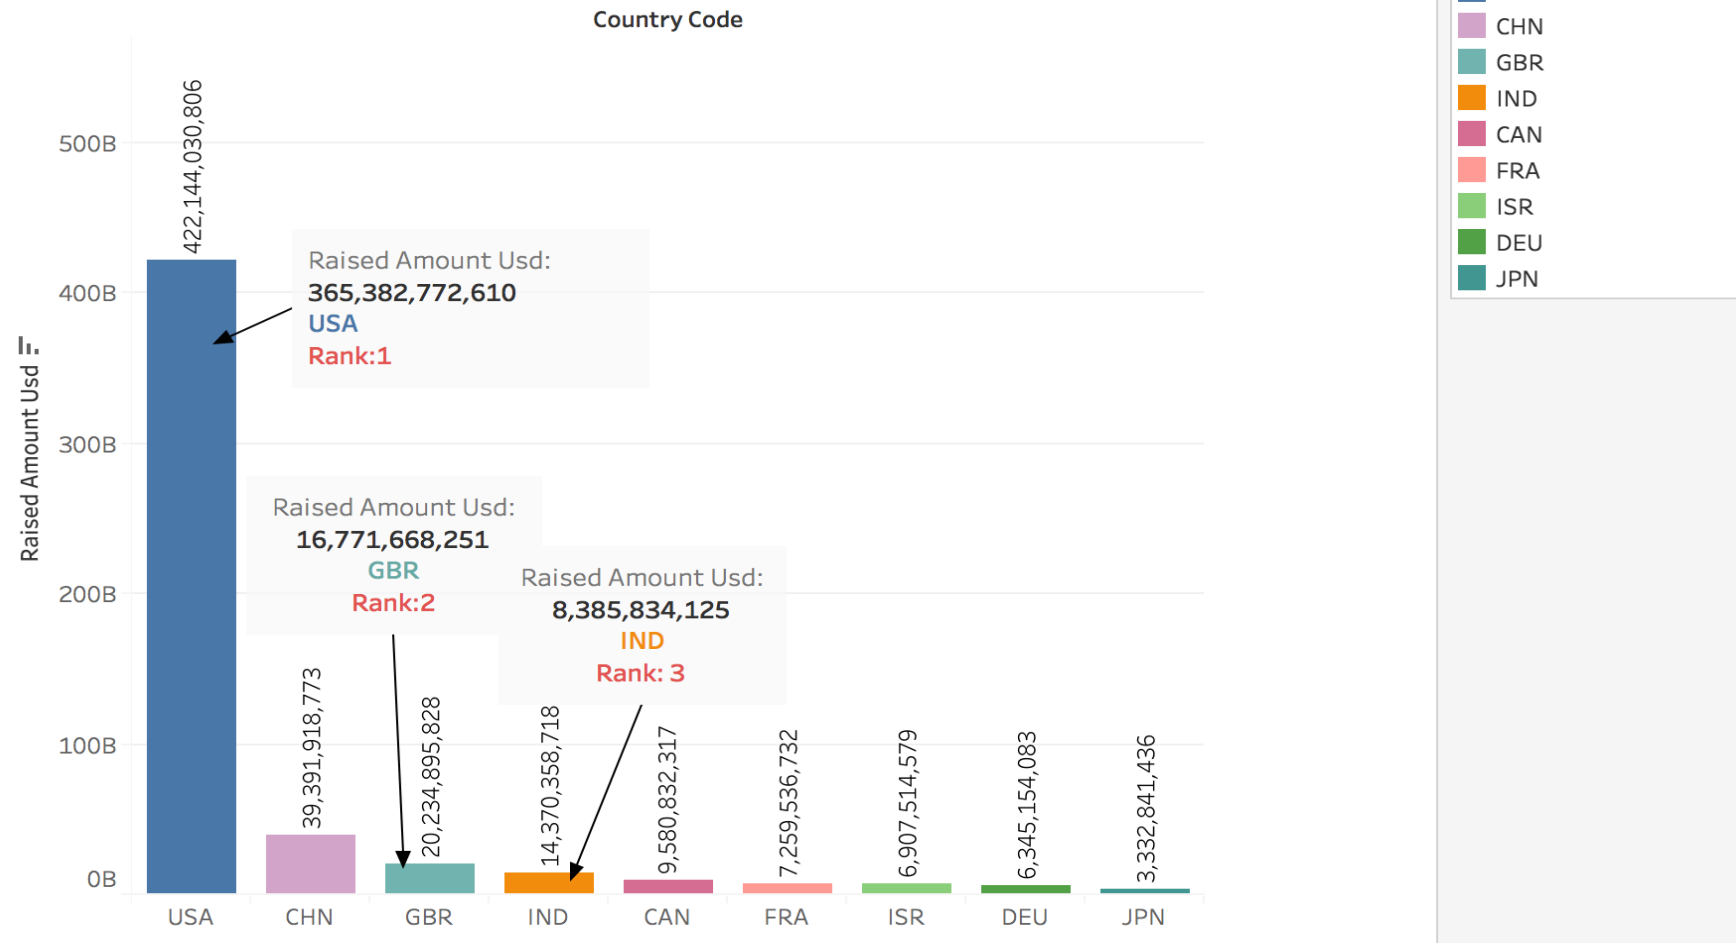 Country Code
Raised Amount Usd
500B
400B
300B
200B
100B
0B
422,144,030,806
39,391,918,773
20,234,895,828
14,370,358,718
9,580,832,317
7,259,536,732
6,907,514,579
6,345,154,083
3,332,841,436
Raised Amount Usd:
365,382,772,610
USA
Rank:1
Raised Amount Usd:
16,771,668,251
GBR
Rank:2
Raised Amount Usd:
8,385,834,125
IND
Rank: 3
USA
CHN
GBR
IND
CAN
FRA
ISR
DEU
JPN
CHN
GBR
IND
CAN
FRA
ISR
DEU
JPN